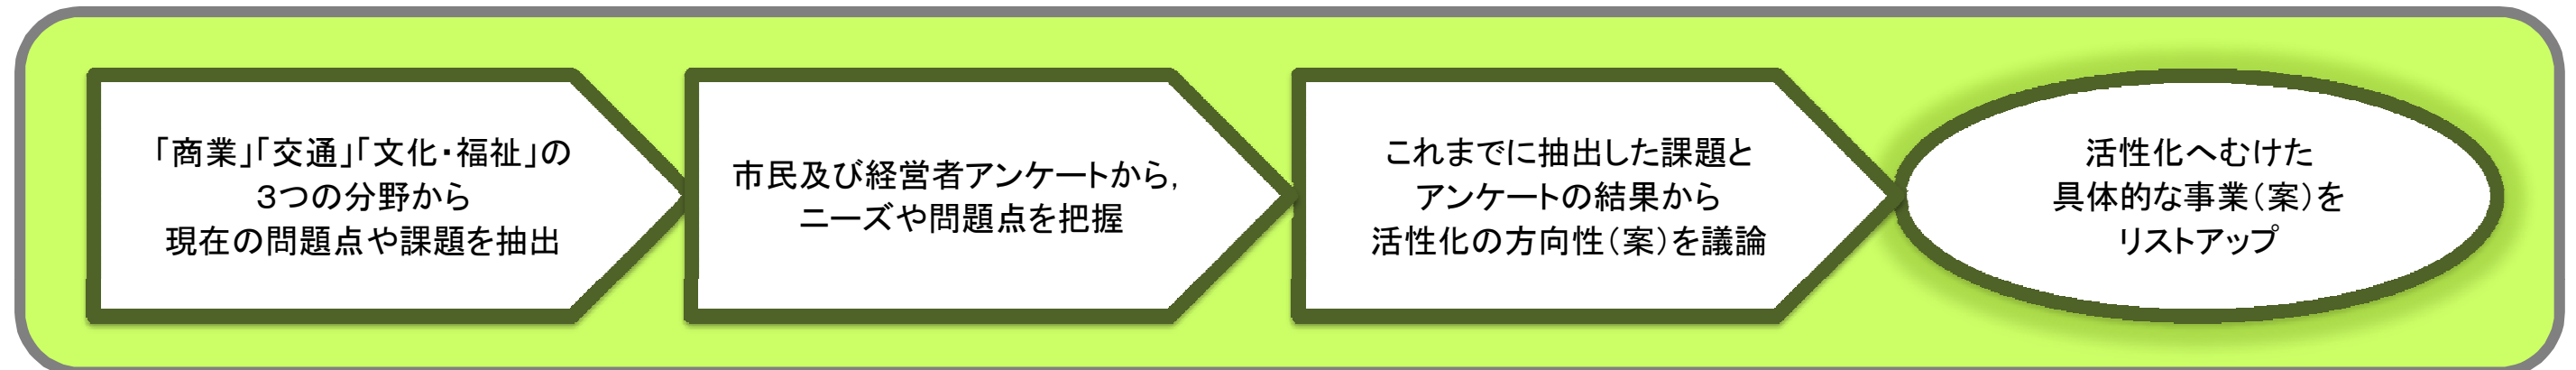 「商業」「交通」「文化・福祉」の
３つの分野から
現在の問題点や課題を抽出
市民及び経営者アンケートから，
ニーズや問題点を把握
これまでに抽出した課題と
アンケートの結果から
活性化の方向性（案）を議論
活性化へむけた
具体的な事業（案）を
リストアップ